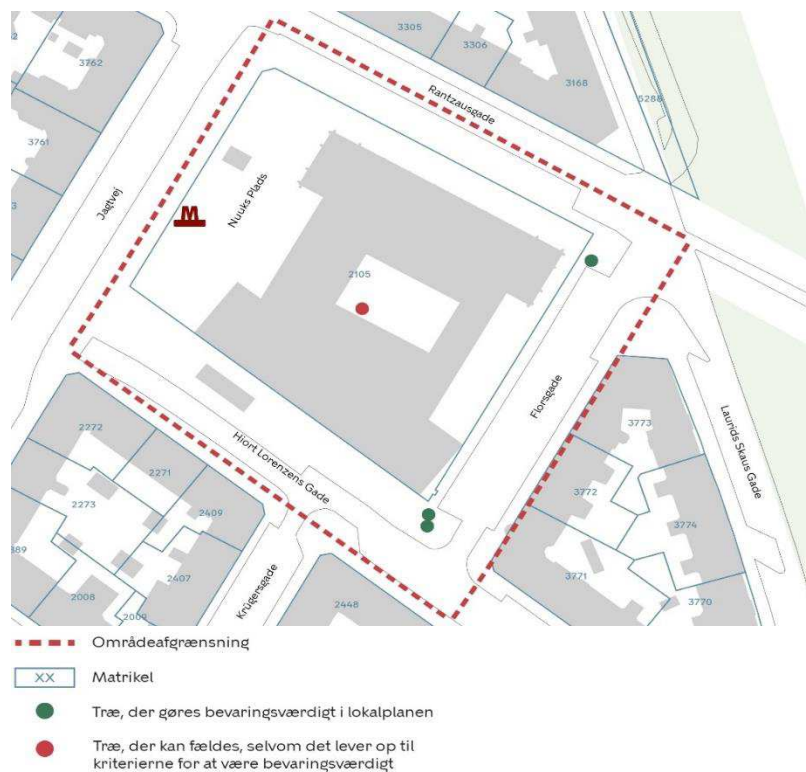 3762
3305
3306
3168
5288
Rantzausgade
3761
Jagtvej
M
Nuuks Plads
2105
Florsgade
Laurids Skaus Gade
Hiort Lorenzens Gade
3773
2272
2271
2273
2409
3772
3774
3771
3770
2407
2008
2009
Krügersgade
2448
Områdeafgrænsning
XX Matrikel
Træ, der gøres bevaringsværdigt i lokalplanen
Træ, der kan fældes, selvom det lever op til
kriterierne for at være bevaringsværdigt